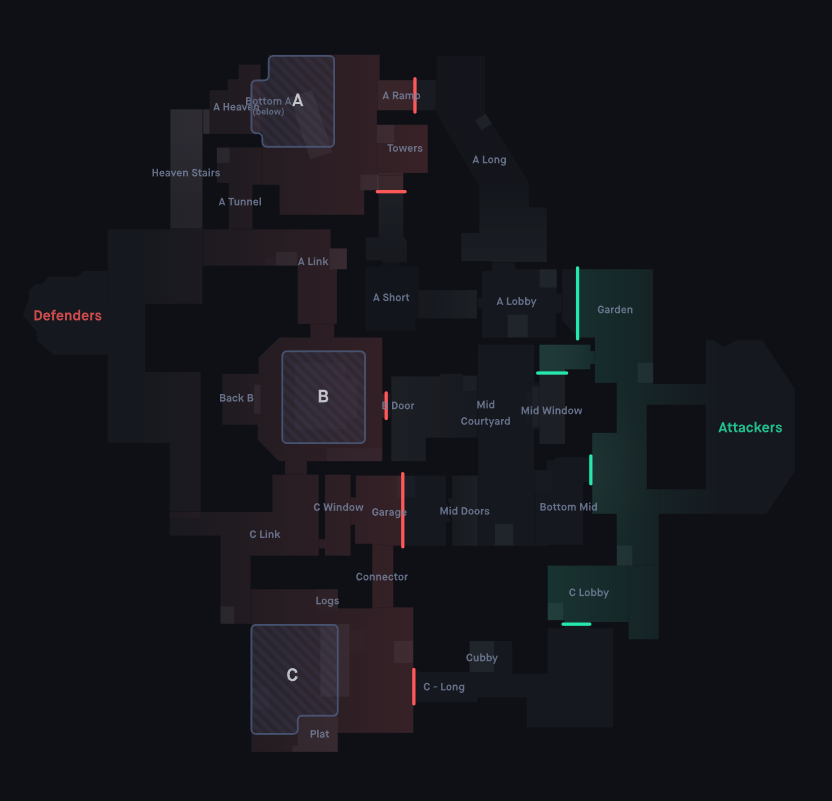 A
A Ramp
Bottom A
(below)
A Heaven
Towers
A Long
Heaven Stairs
A Tunnel
A Link
A Short
A Lobby
Garden
Defenders
B
Back B
B Door
Mid
Courtyard
Mid Window
Attackers
C Window
Garage
Mid Doors
Bottom Mid
C Link
Connector
Logs
C Lobby
Cubby
C
C - Long
Plat